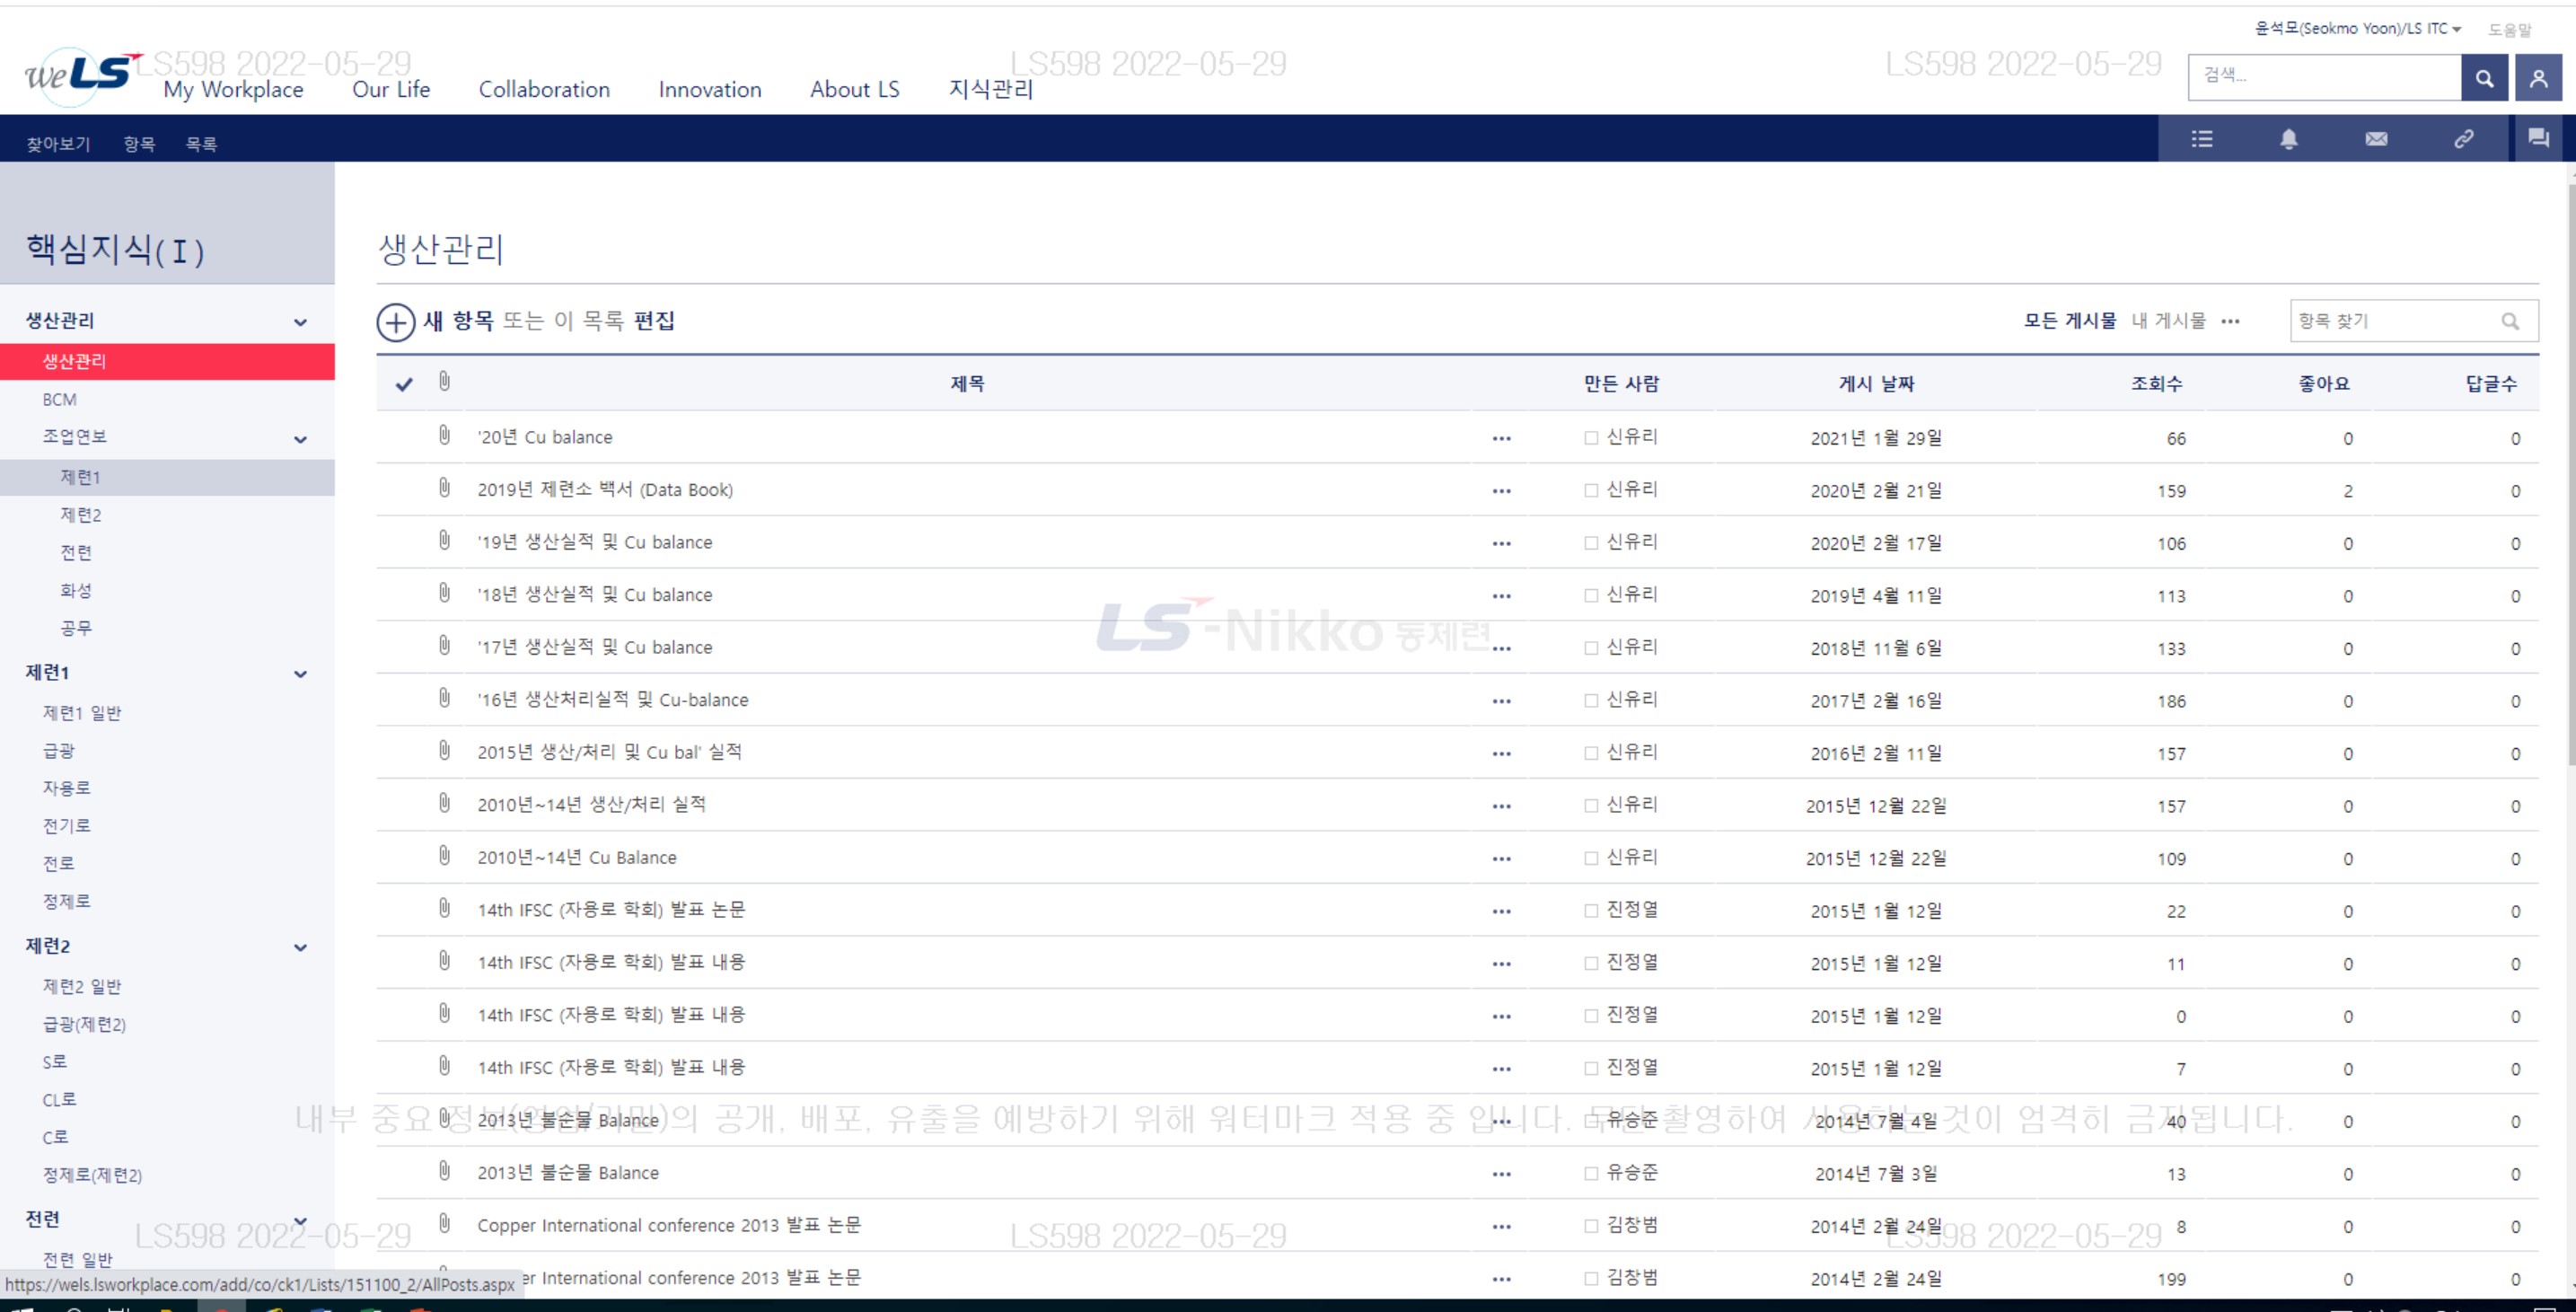 윤석모(Seokmo Yoon)/LS ITC 도움말
weLS
LS598 2022-05-29 LS598 2022-05-29 LS598 2022-05-29
My Workplace Our Life Collaboration Innovation About LS 지식관리
검색...
찾아보기 항목 목록
핵심지식(Ⅰ)
생산관리
생산관리
BCM
조업연보
제련1
제련2
전련
화성
공무
제련1
제련1 일반
급광
자용로
전기로
전로
정제로
제련2
제련2 일반
급광(제련2)
S로
CL로
C로
정제로(제련2)
전련
전련 일반
생산관리
새 항목 또는 이 목록 편집
모든 게시물 내 게시물 ··· 항목 찾기
제목 만든 사람 게시 날짜 조회수 좋아요 답글수
'20년 Cu balance ··· 신유리 2021년 1월 29일 66 0 0
2019년 제련소 백서 (Data Book) ··· 신유리 2020년 2월 21일 159 2 0
'19년 생산실적 및 Cu balance ··· 신유리 2020년 2월 17일 106 0 0
'18년 생산실적 및 Cu balance ··· 신유리 2019년 4월 11일 113 0 0
'17년 생산실적 및 Cu balance ··· 신유리 2018년 11월 6일 133 0 0
LS-Nikko 동제련
'16년 생산처리실적 및 Cu-balance ··· 신유리 2017년 2월 16일 186 0 0
2015년 생산/처리 및 Cu bal' 실적 ··· 신유리 2016년 2월 11일 157 0 0
2010년~14년 생산/처리 실적 ··· 신유리 2015년 12월 22일 157 0 0
2010년~14년 Cu Balance ··· 신유리 2015년 12월 22일 109 0 0
14th IFSC (자용로 학회) 발표 논문 ··· 진정열 2015년 1월 12일 22 0 0
14th IFSC (자용로 학회) 발표 내용 ··· 진정열 2015년 1월 12일 11 0 0
14th IFSC (자용로 학회) 발표 내용 ··· 진정열 2015년 1월 12일 0 0 0
14th IFSC (자용로 학회) 발표 내용 ··· 진정열 2015년 1월 12일 7 0 0
2013년 불순물 Balance ··· 유승준 2014년 7월 4일 40 0 0
내부 중요 공개, 배포, 유출을 예방하기 위해 워터마크 적용 중 입니다. 촬영하여 것이 엄격히 금지됩니다.
2013년 불순물 Balance ··· 유승준 2014년 7월 3일 13 0 0
Copper International conference 2013 발표 논문 ··· 김창범 2014년 2월 24일 8 0 0
LS598 2022-05-29 LS598 2022-05-29 LS598 2022-05-29
International conference 2013 발표 논문 ··· 김창범 2014년 2월 24일 199 0 0
https://wels.lsworkplace.com/add/co/ck1/Lists/151100_2/AllPosts.aspx